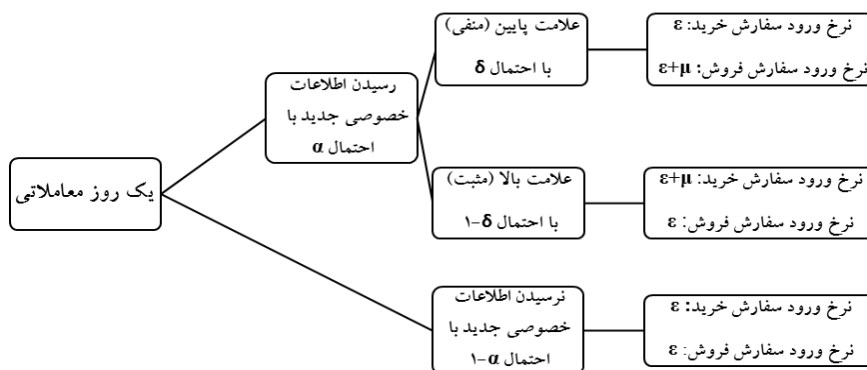 یک روز معاملاتی
رسیدن اطلاعات
خصوصی جدید با
احتمال α
علامت پایین (منفی)
با احتمال δ
نرخ ورود سفارش خرید: ε
نرخ ورود سفارش فروش: ε+μ
علامت بالا (مثبت)
با احتمال ۱-δ
نرخ ورود سفارش خرید: ε+μ
نرخ ورود سفارش فروش: ε
نرسیدن اطلاعات
خصوصی جدید با
احتمال ۱-α
نرخ ورود سفارش خرید: ε
نرخ ورود سفارش فروش: ε